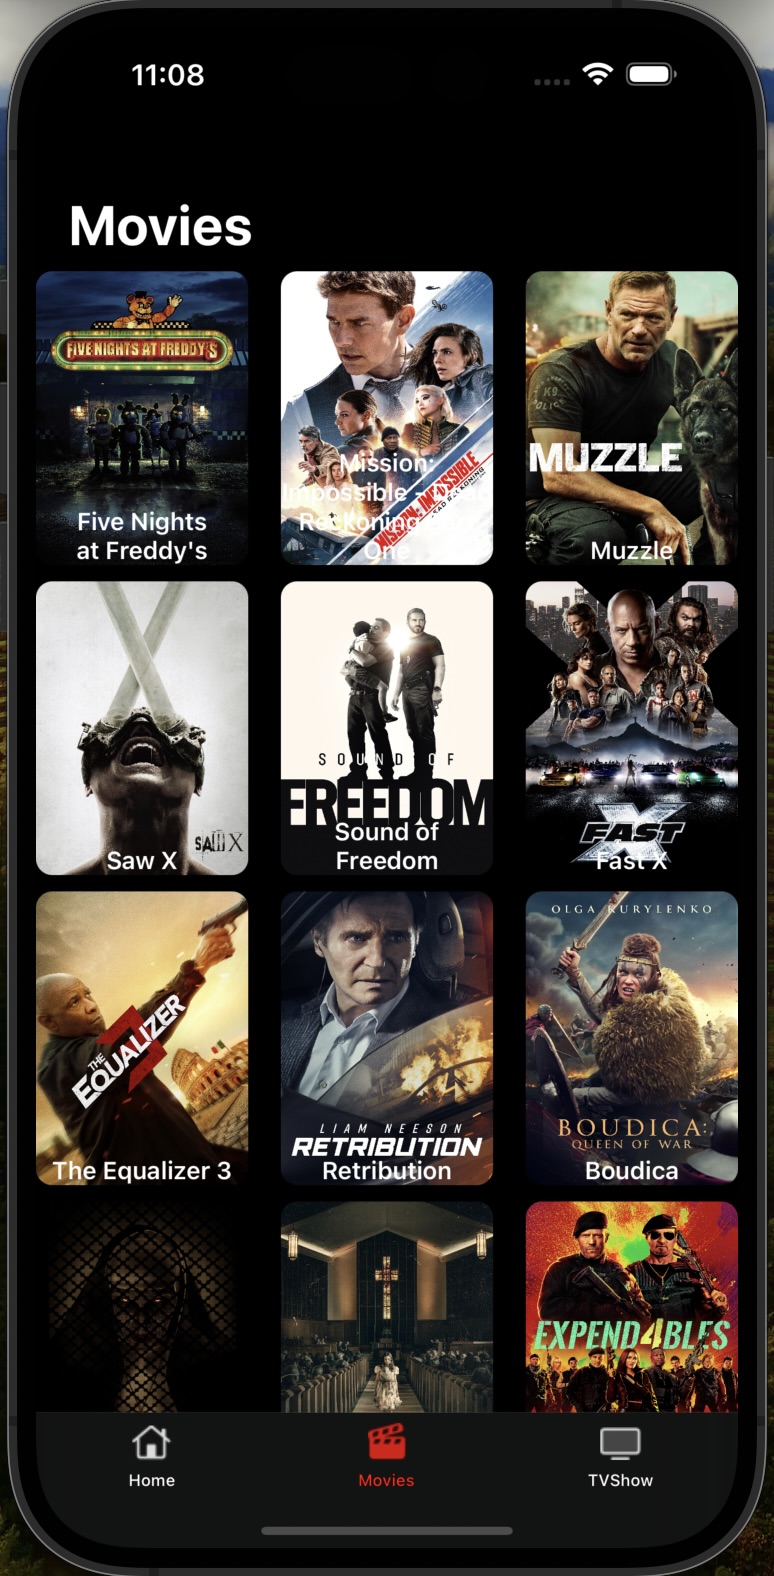 11:08
Movies
FIVE NIGHTS AT FREDDY'S
Five Nights
at Freddy's
MISSION: IMPOSSIBLE
DEAD RECKONING
Mission:
Impossible - Dead
Reckoning
One
K9
POLICE
MUZZLE
Muzzle
SAW X
Saw X
SOUND OF
FREEDOM
Sound of
Freedom
FAST
X
Fast X
THE
EQUALIZER
3
The Equalizer 3
LIAM NEESON
RETRIBUTION
Retribution
OLGA KURYLENKO
BOUDICA:
QUEEN OF WAR
Boudica
EXPEND4BLES
Home
Movies
TVShow